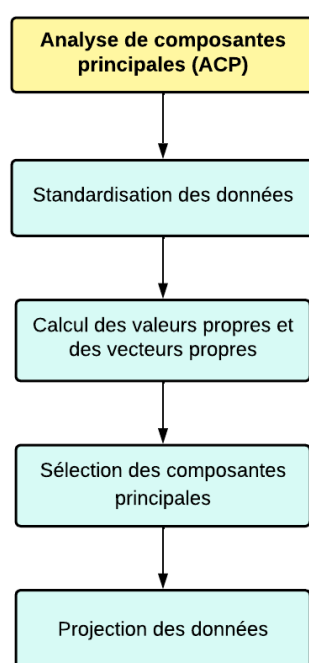 Analyse de composantes
principales (ACP)
Standardisation des données
Calcul des valeurs propres et
des vecteurs propres
Sélection des composantes
principales
Projection des données